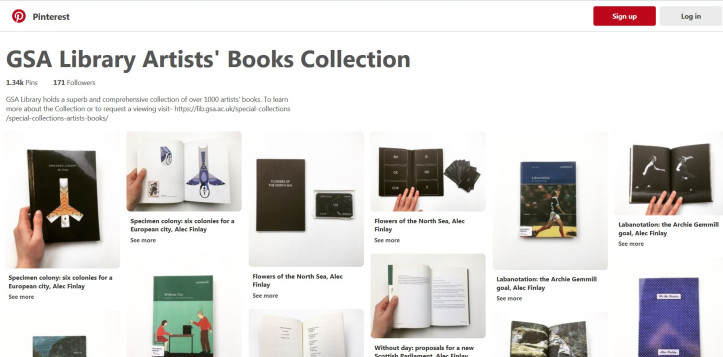 Pinterest
Sign up
Log in
GSA Library Artists' Books Collection
1.34k Pins 171 Followers
GSA Library holds a superb and comprehensive collection of over 1000 artists' books. To learn
more about the Collection or to request a viewing visit- https://lib.gsa.ac.uk/special-collections
/special-collections-artists-books/
Specimen colony: six colonies for a
European city, Alec Finlay
See more
Specimen colony: six colonies for a
European city, Alec Finlay
See more
FLOWERS OF
THE NORTH SEA
Flowers of the North Sea, Alec
Finlay
See more
Flowers of the North Sea, Alec
Finlay
See more
Without day: proposals for a new
Scottish Parliament, Alec Finlay
Labanotation
Labanotation: the Archie Gemmill
goal, Alec Finlay
See more
Labanotation: the Archie Gemmill
goal, Alec Finlay
See more
Without Day
Alec Finlay